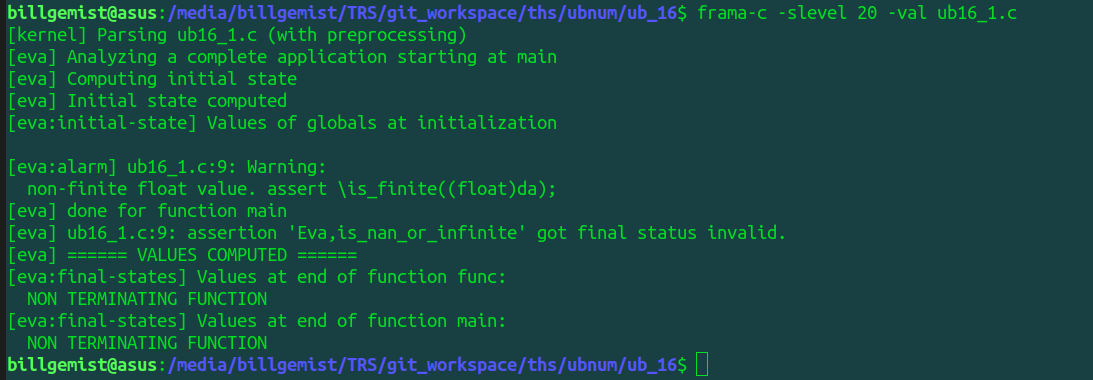 billgemist@asus:/media/billgemist/TRS/git_workspace/ths/ubnum/ub_16$ frama-c -slevel 20 -val ub16_1.c
[kernel] Parsing ub16_1.c (with preprocessing)
[eva] Analyzing a complete application starting at main
[eva] Computing initial state
[eva] Initial state computed
[eva:initial-state] Values of globals at initialization

[eva:alarm] ub16_1.c:9: Warning:
  non-finite float value. assert \is_finite((float)da);
[eva] done for function main
[eva] ub16_1.c:9: assertion 'Eva,is_nan_or_infinite' got final status invalid.
[eva] ====== VALUES COMPUTED ======
[eva:final-states] Values at end of function func:
  NON TERMINATING FUNCTION
[eva:final-states] Values at end of function main:
  NON TERMINATING FUNCTION
billgemist@asus:/media/billgemist/TRS/git_workspace/ths/ubnum/ub_16$